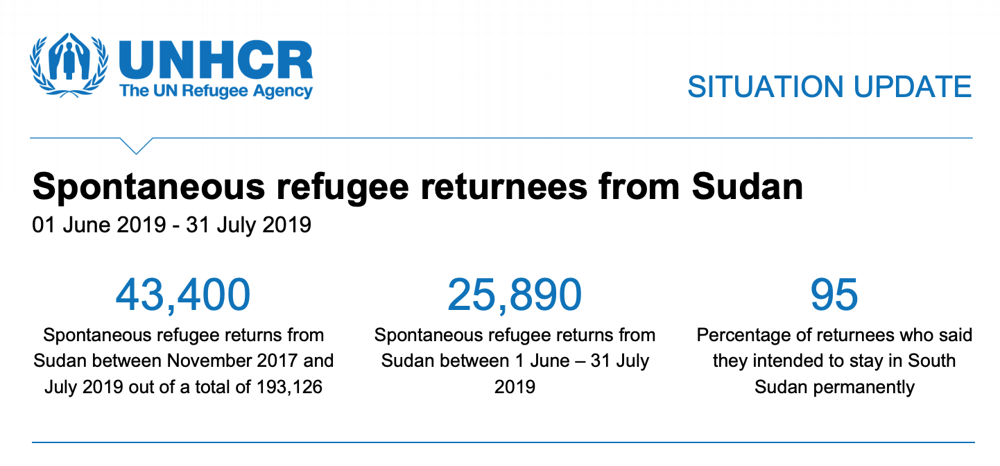 UNHCR
The UN Refugee Agency
SITUATION UPDATE
Spontaneous refugee returnees from Sudan
01 June 2019 - 31 July 2019
43,400
Spontaneous refugee returns from
Sudan between November 2017 and
July 2019 out of a total of 193,126
25,890
Spontaneous refugee returns from
Sudan between 1 June – 31 July
2019
95
Percentage of returnees who said
they intended to stay in South
Sudan permanently